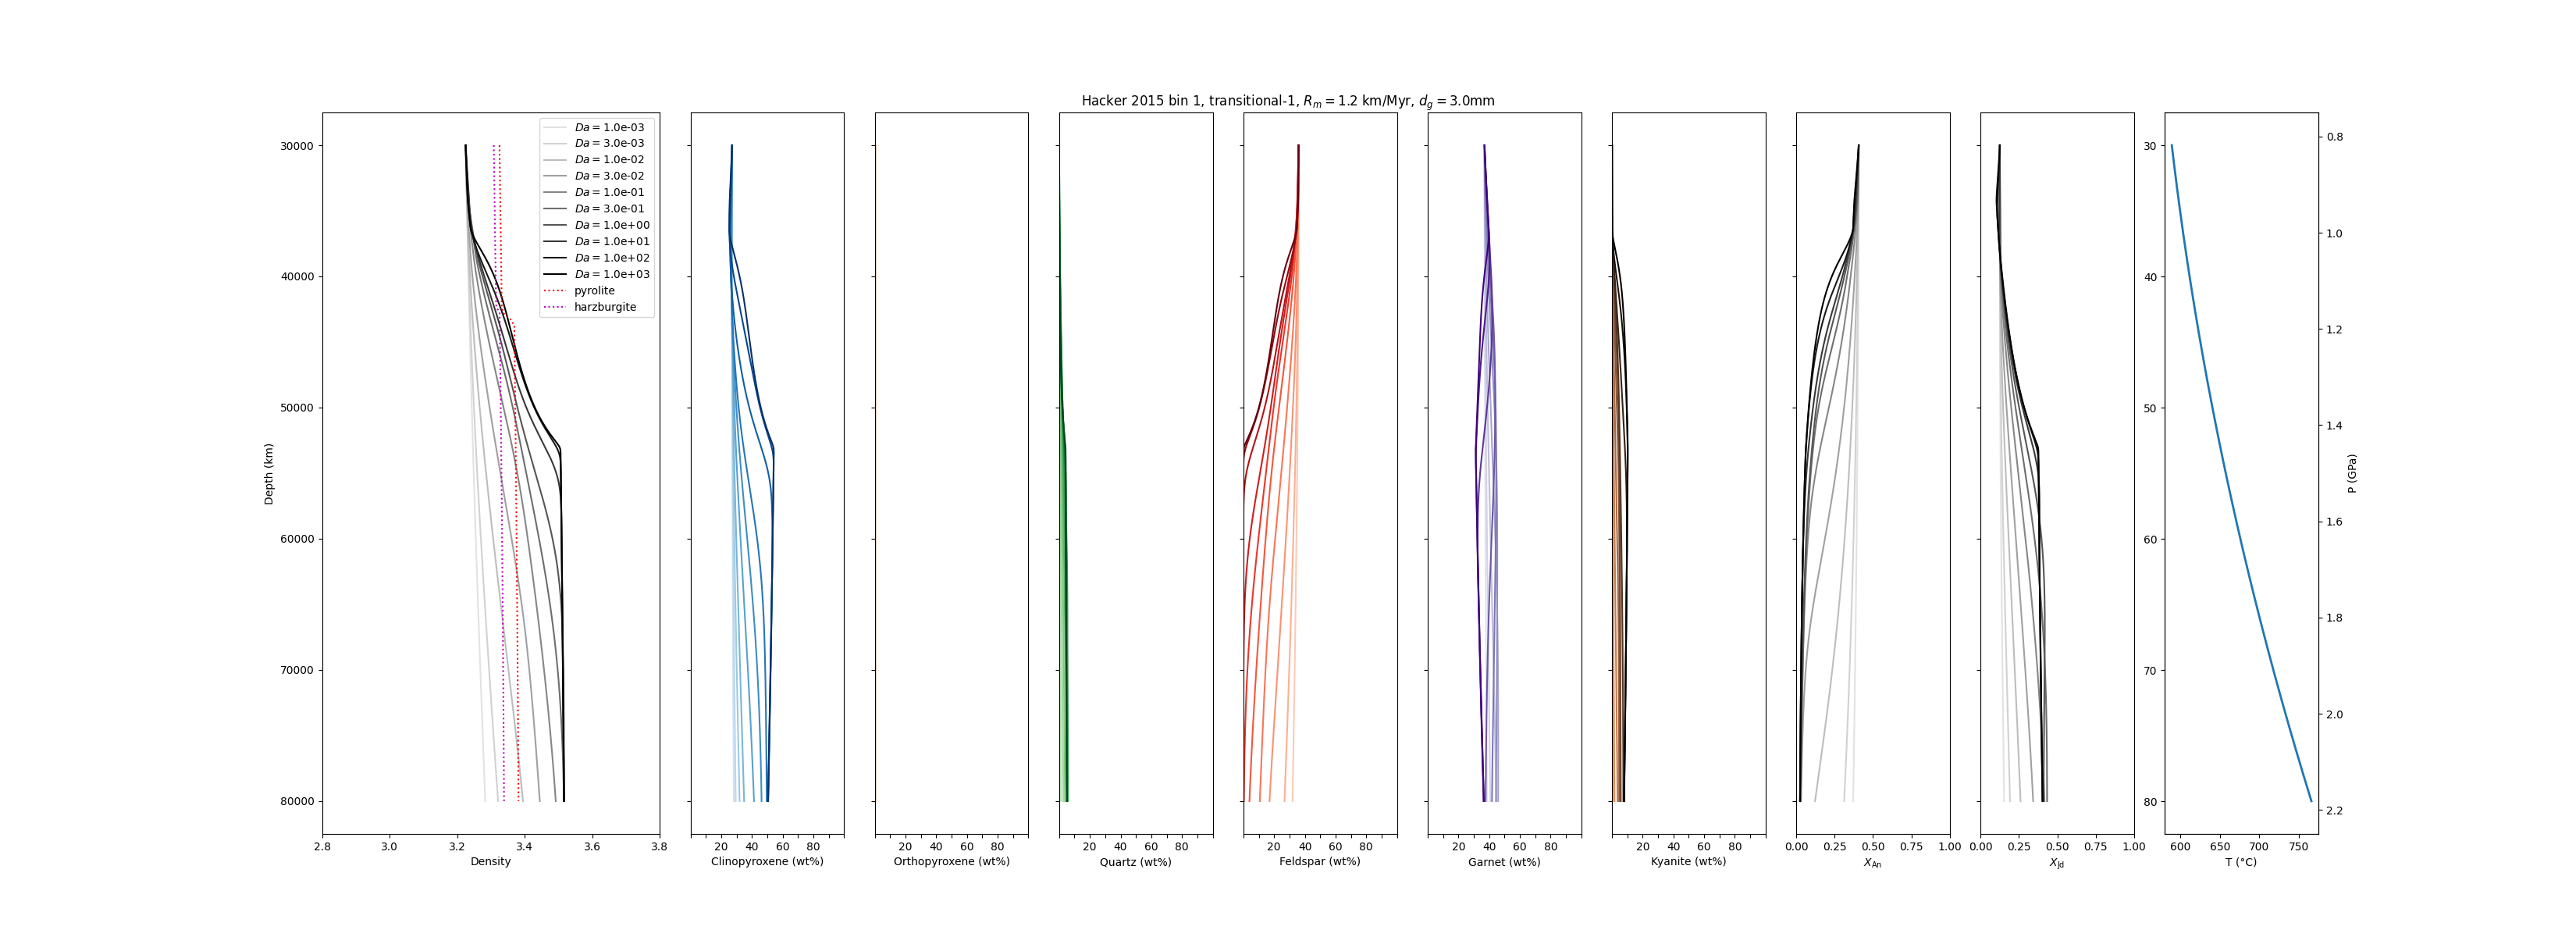 Hacker 2015 bin 1, transitional-1, R_m = 1.2 km/Myr, d_g = 3.0mm
Da = 1.0e-03
Da = 3.0e-03
Da = 1.0e-02
Da = 3.0e-02
Da = 1.0e-01
Da = 3.0e-01
Da = 1.0e+00
Da = 1.0e+01
Da = 1.0e+02
Da = 1.0e+03
pyrolite
harzburgite
Depth (km)
30000
40000
50000
60000
70000
80000
2.8 3.0 3.2 3.4 3.6 3.8
Density
20 40 60 80
Clinopyroxene (wt%)
20 40 60 80
Orthopyroxene (wt%)
20 40 60 80
Quartz (wt%)
20 40 60 80
Feldspar (wt%)
20 40 60 80
Garnet (wt%)
20 40 60 80
Kyanite (wt%)
0.00 0.25 0.50 0.75 1.00
X_An
0.00 0.25 0.50 0.75 1.00
X_Jd
30
40
50
60
70
80
600 650 700 750
T (°C)
0.8
1.0
1.2
1.4
1.6
1.8
2.0
2.2
P (GPa)